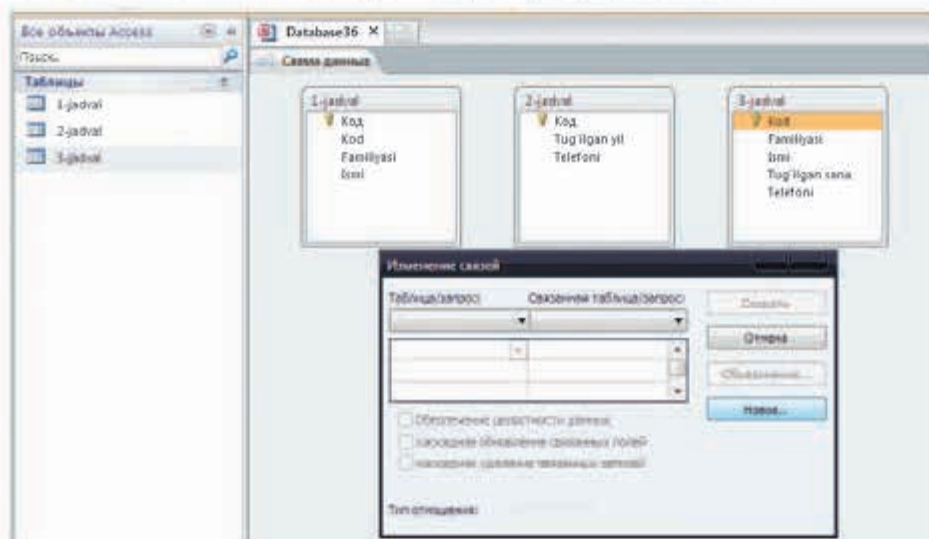 Все объекты Access
Поиск...
Таблицы
1-jadval
2-jadval
3-jadval
Database36
Схема данных
1-jadval
Код
Kod
Familiyasi
Ismi
2-jadval
Код
Tug'ilgan yil
Telefoni
3-jadval
Код
Familiyasi
Ismi
Tug'ilgan sana
Telefoni
Изменение связей
Таблица/запрос: Связанная таблица/запрос:
Создать
Отмена
Объединение...
Новое...
Обеспечение целостности данных
каскадное обновление связанных полей
каскадное удаление связанных записей
Тип отношения: